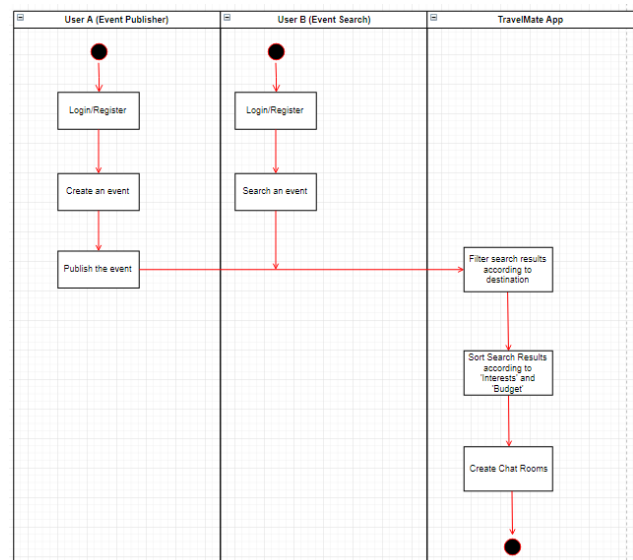 User A (Event Publisher)
User B (Event Search)
TravelMate App
Login/Register
Login/Register
Create an event
Search an event
Publish the event
Filter search results
according to
destination
Sort Search Results
according to
'Interests' and
'Budget'
Create Chat Rooms